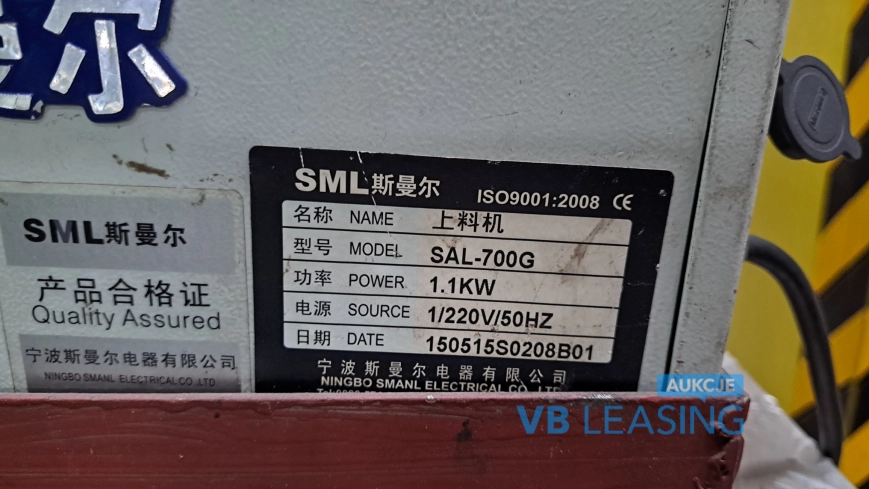 尔
SML斯曼尔
产品合格证
Quality Assured
宁波斯曼尔电器有限公司
NINGBO SMANL ELECTRICAL CO .LTD
SML斯曼尔 ISO9001:2008 CE
名称 NAME 上料机
型号 MODEL SAL-700G
功率 POWER 1.1KW
电源 SOURCE 1/220V/50HZ
日期 DATE 150515S0208B01
宁波斯曼尔电器有限公司
NINGBO SMANL ELECTRICAL CO .LTD
AUKCJE
VB LEASING